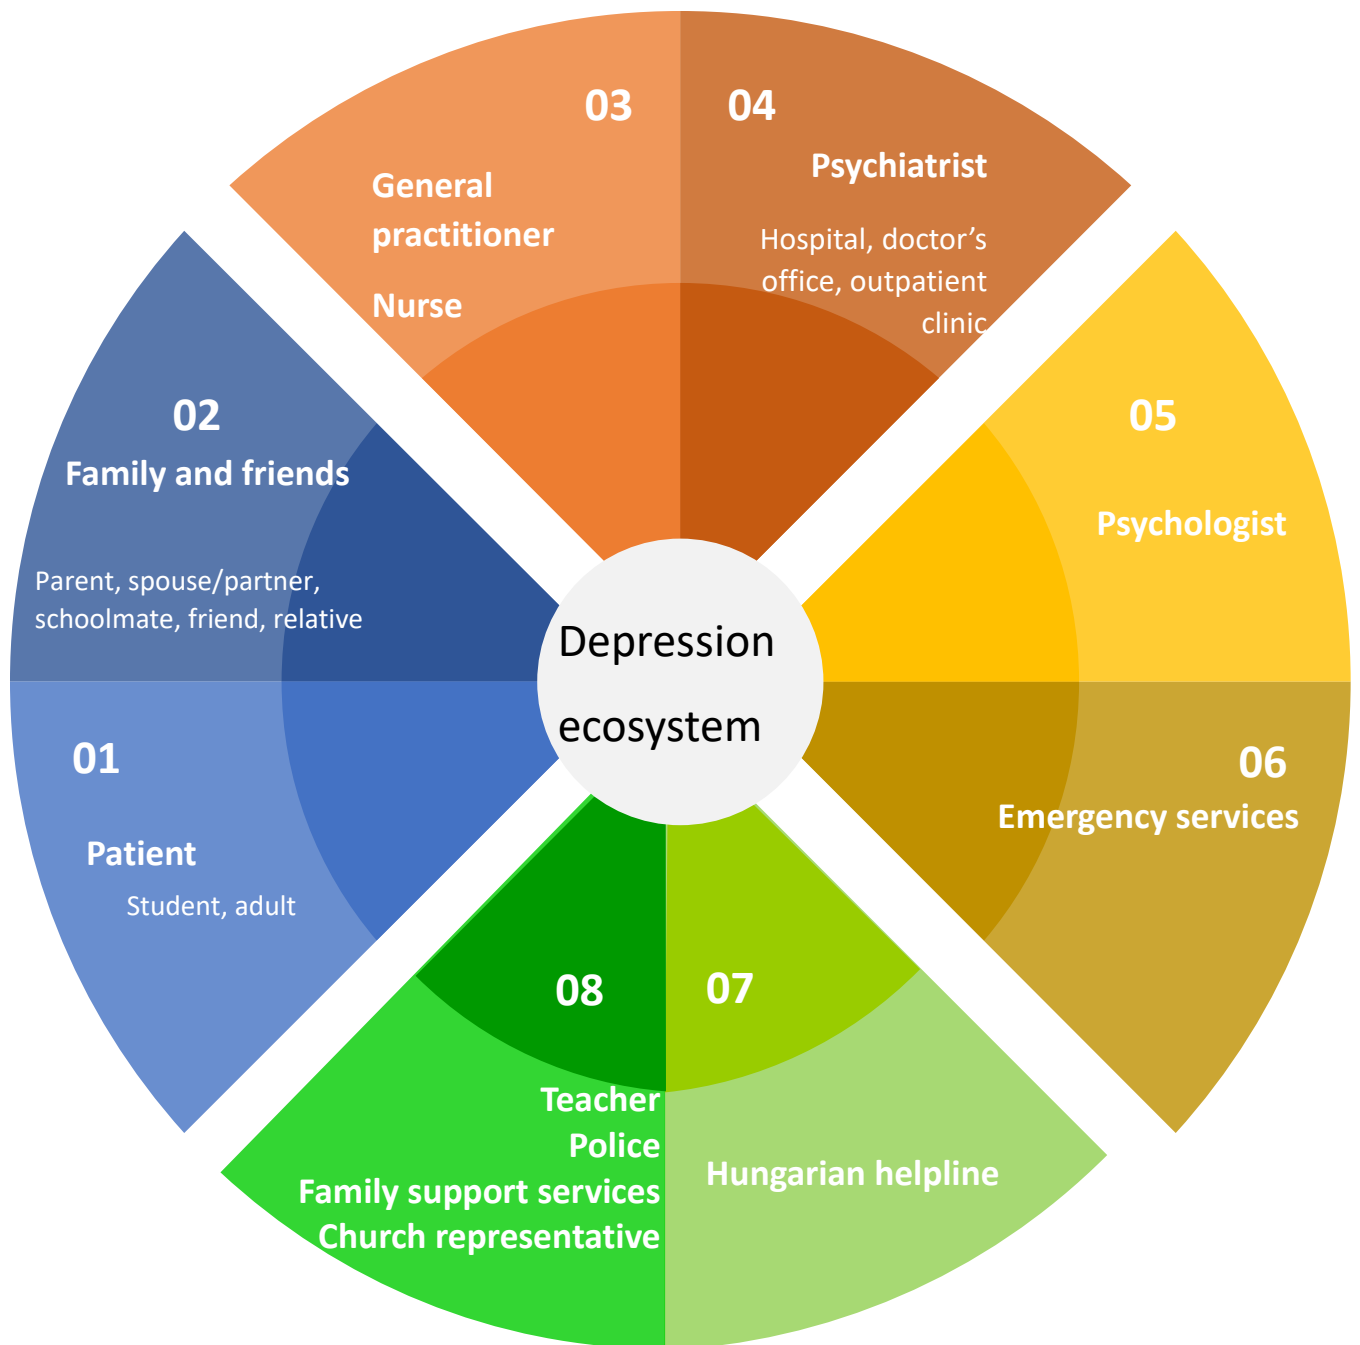 03
General
practitioner
Nurse
04
Psychiatrist
Hospital, doctor's
office, outpatient
clinic
02
Family and friends
Parent, spouse/partner,
schoolmate, friend, relative
05
Psychologist
Depression
ecosystem
01
Patient
Student, adult
06
Emergency services
08
Teacher
Police
Family support services
Church representative
07
Hungarian helpline